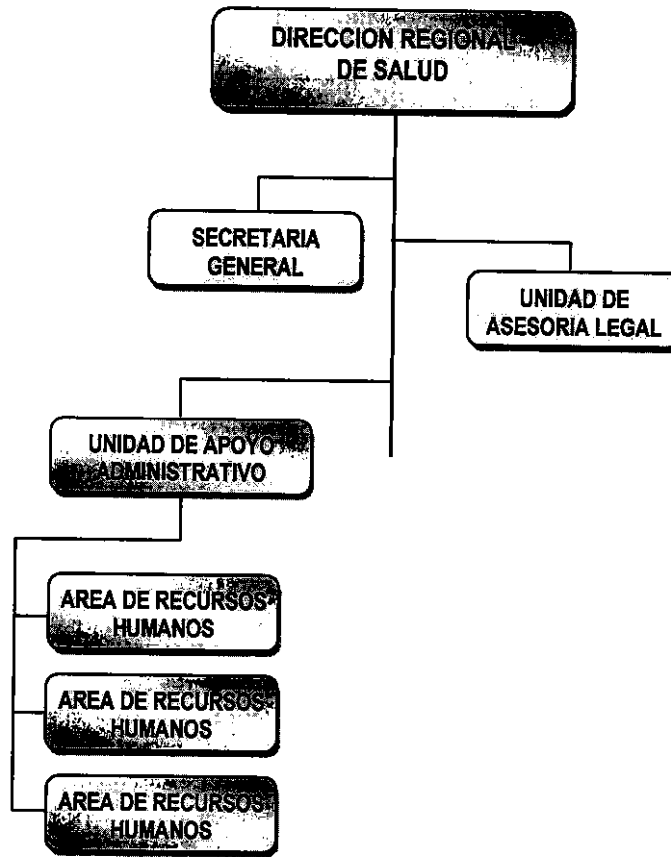 DIRECCION REGIONAL
DE SALUD
SECRETARIA
GENERAL
UNIDAD DE
ASESORIA LEGAL
UNIDAD DE APOYO
ADMINISTRATIVO
AREA DE RECURSOS
HUMANOS
AREA DE RECURSOS
HUMANOS
AREA DE RECURSOS
HUMANOS